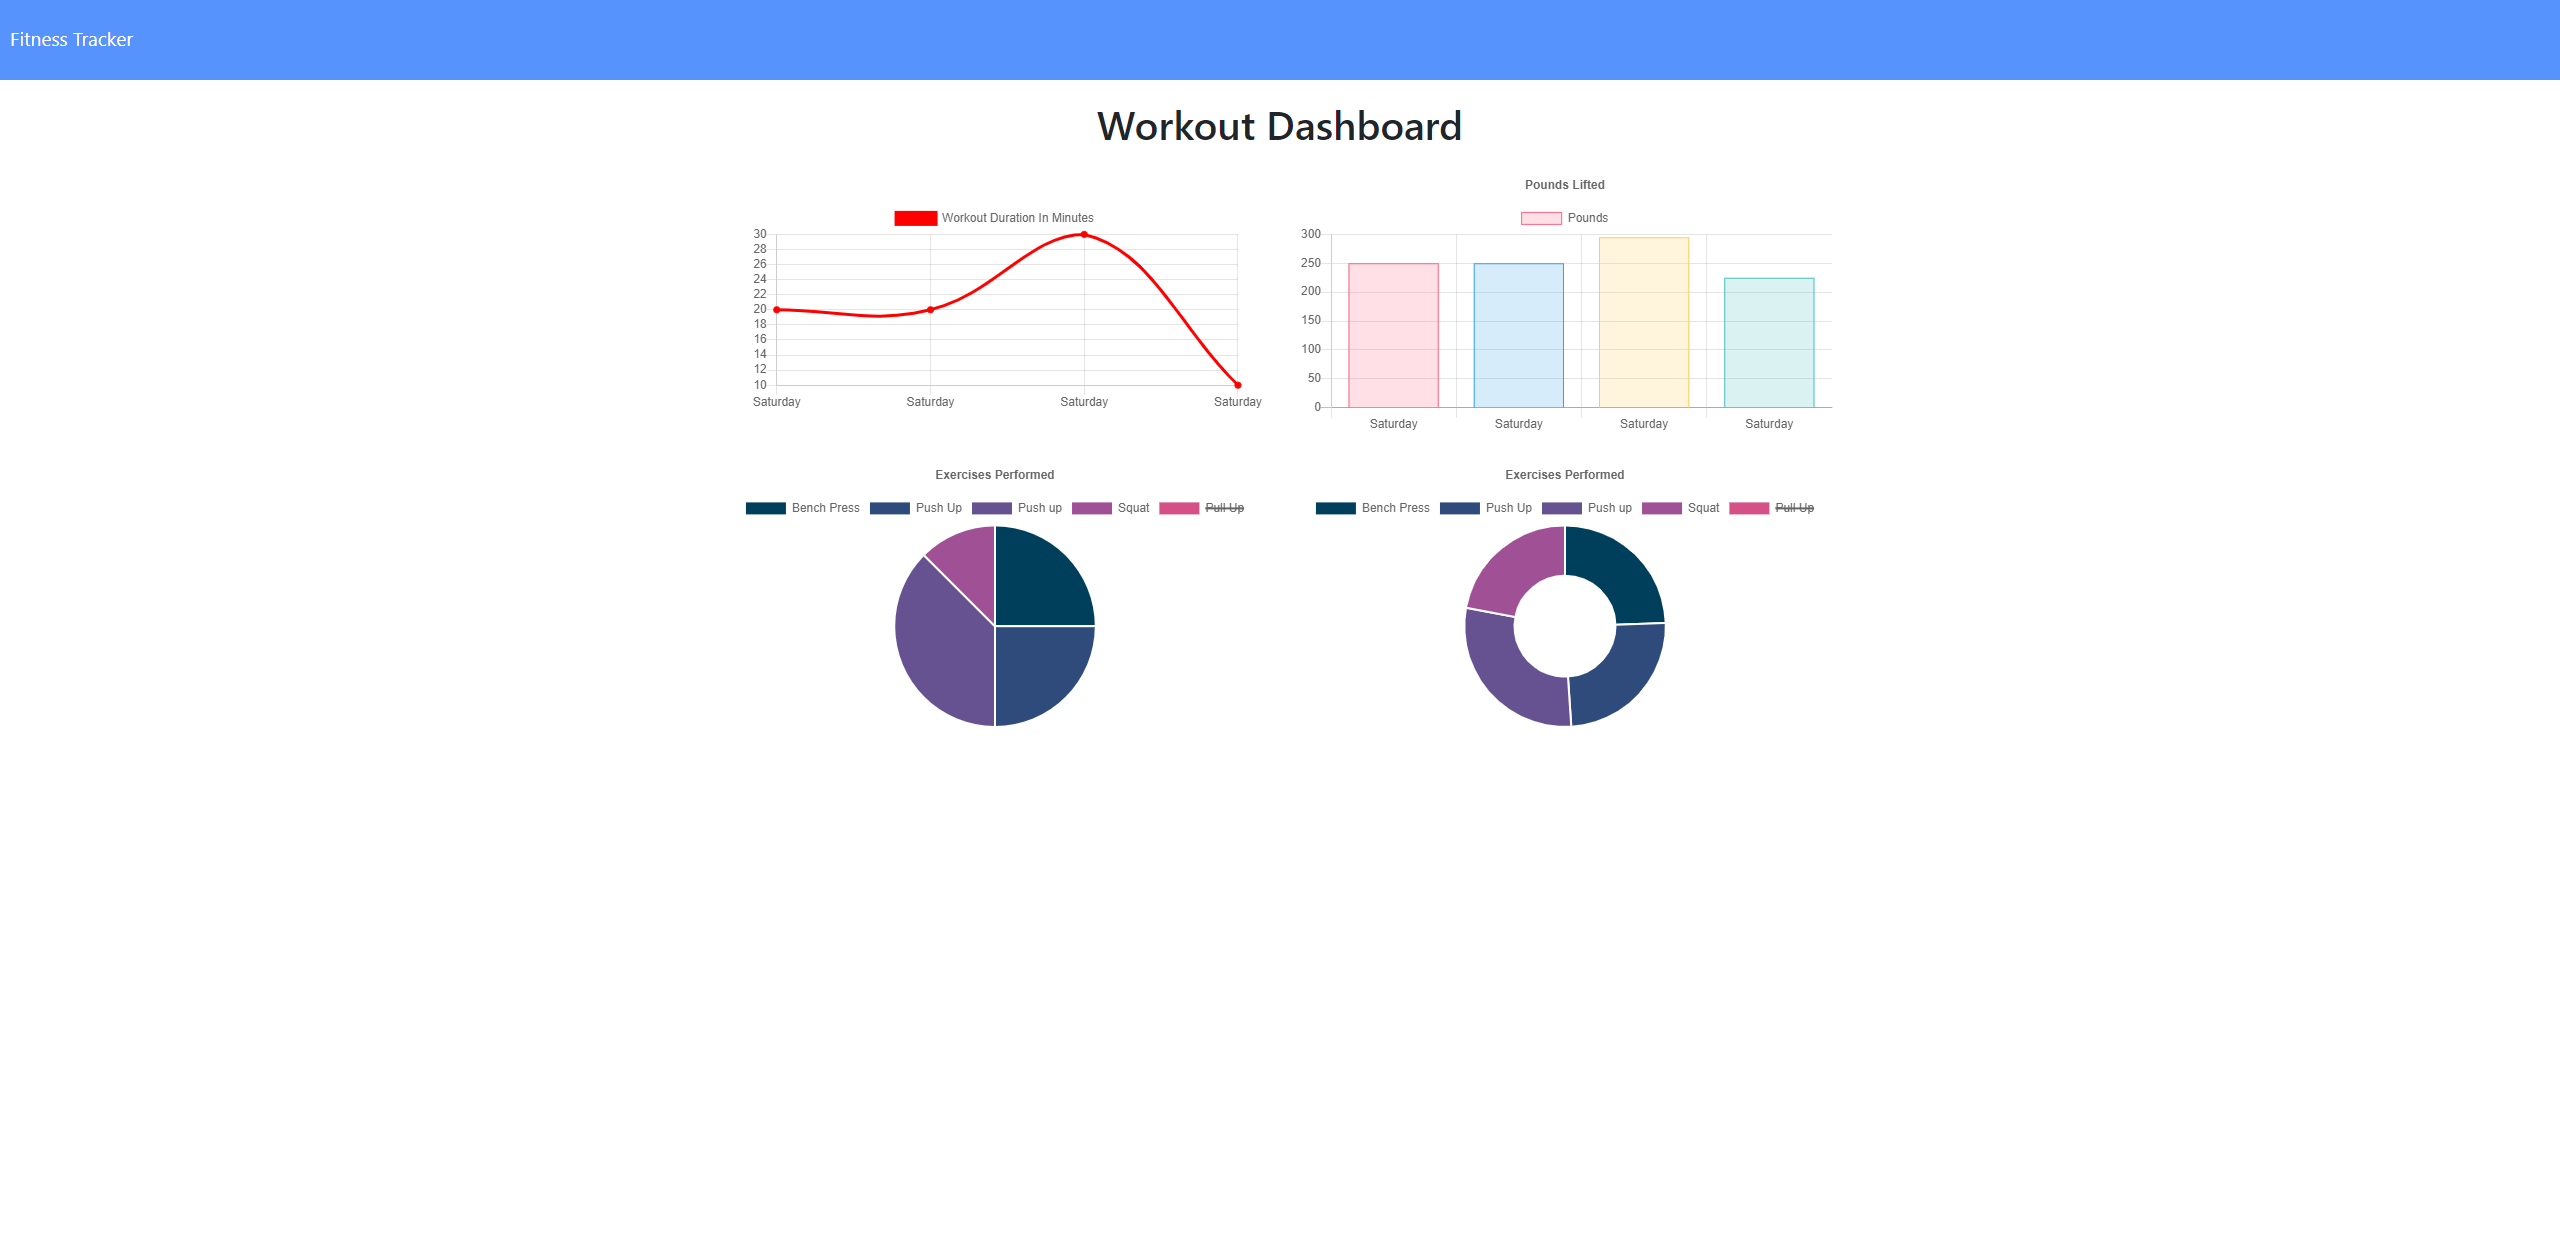 Fitness Tracker
Workout Dashboard
Workout Duration In Minutes
30
28
26
24
22
20
18
16
14
12
10
Saturday Saturday Saturday Saturday
Pounds Lifted
Pounds
300
250
200
150
100
50
0
Saturday Saturday Saturday Saturday
Exercises Performed
Bench Press Push Up Push up Squat Pull Up
Exercises Performed
Bench Press Push Up Push up Squat Pull Up